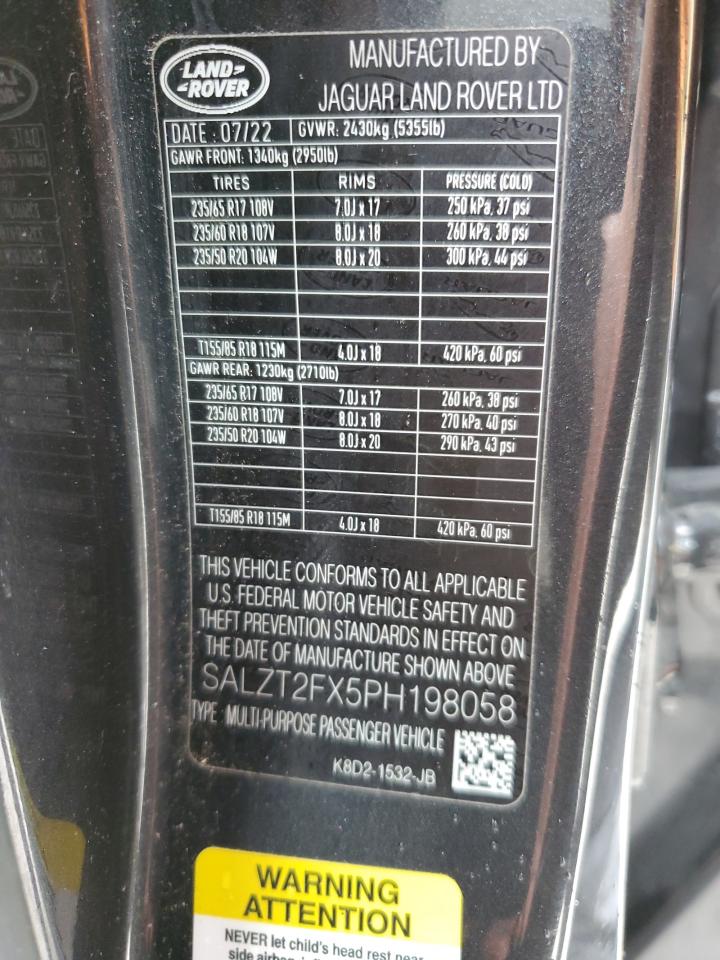 LAND ROVER
MANUFACTURED BY
JAGUAR LAND ROVER LTD
DATE : 07/22 GVWR: 2430kg (5355lb)
GAWR FRONT: 1340kg (2950lb)
TIRES RIMS PRESSURE (COLD)
235/65 R17 108V 7.0J x 17 250 kPa, 37 psi
235/60 R18 107V 8.0J x 18 260 kPa, 38 psi
235/50 R20 104W 8.0J x 20 300 kPa, 44 psi
T155/85 R18 115M 4.0J x 18 420 kPa, 60 psi
GAWR REAR: 1230kg (2710lb)
235/65 R17 108V 7.0J x 17 260 kPa, 38 psi
235/60 R18 107V 8.0J x 18 270 kPa, 40 psi
235/50 R20 104W 8.0J x 20 290 kPa, 43 psi
T155/85 R18 115M 4.0J x 18 420 kPa, 60 psi
THIS VEHICLE CONFORMS TO ALL APPLICABLE
U.S. FEDERAL MOTOR VEHICLE SAFETY AND
THEFT PREVENTION STANDARDS IN EFFECT ON
THE DATE OF MANUFACTURE SHOWN ABOVE
SALZT2FX5PH198058
TYPE : MULTI-PURPOSE PASSENGER VEHICLE
K8D2-1532-JB
WARNING
ATTENTION
NEVER let child's head rest near
side